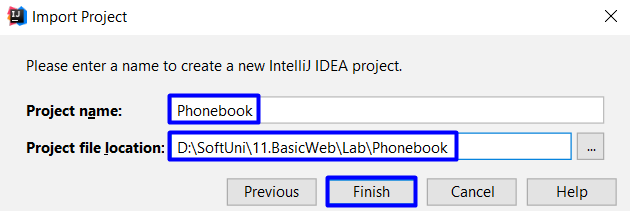 Import Project
Please enter a name to create a new IntelliJ IDEA project.
Project name: Phonebook
Project file location: D:\SoftUni\11.BasicWeb\Lab\Phonebook ...
Previous Finish Cancel Help